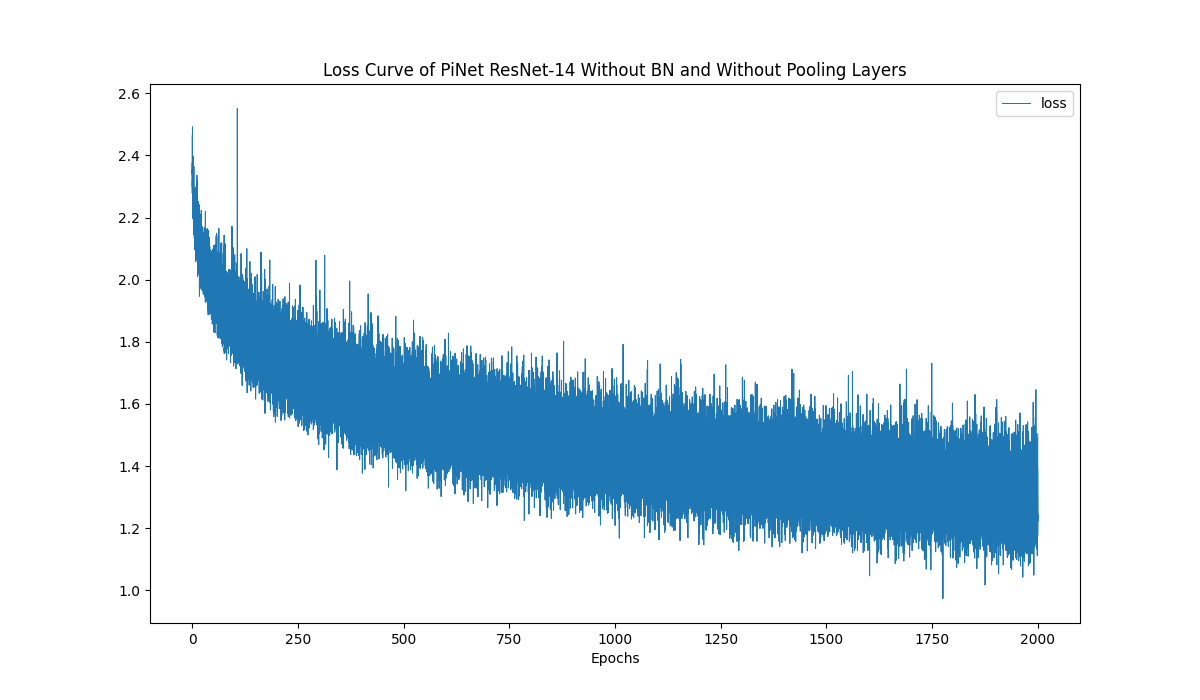 Loss Curve of PiNet ResNet-14 Without BN and Without Pooling Layers
loss
2.6
2.4
2.2
2.0
1.8
1.6
1.4
1.2
1.0
0 250 500 750 1000 1250 1500 1750 2000
Epochs